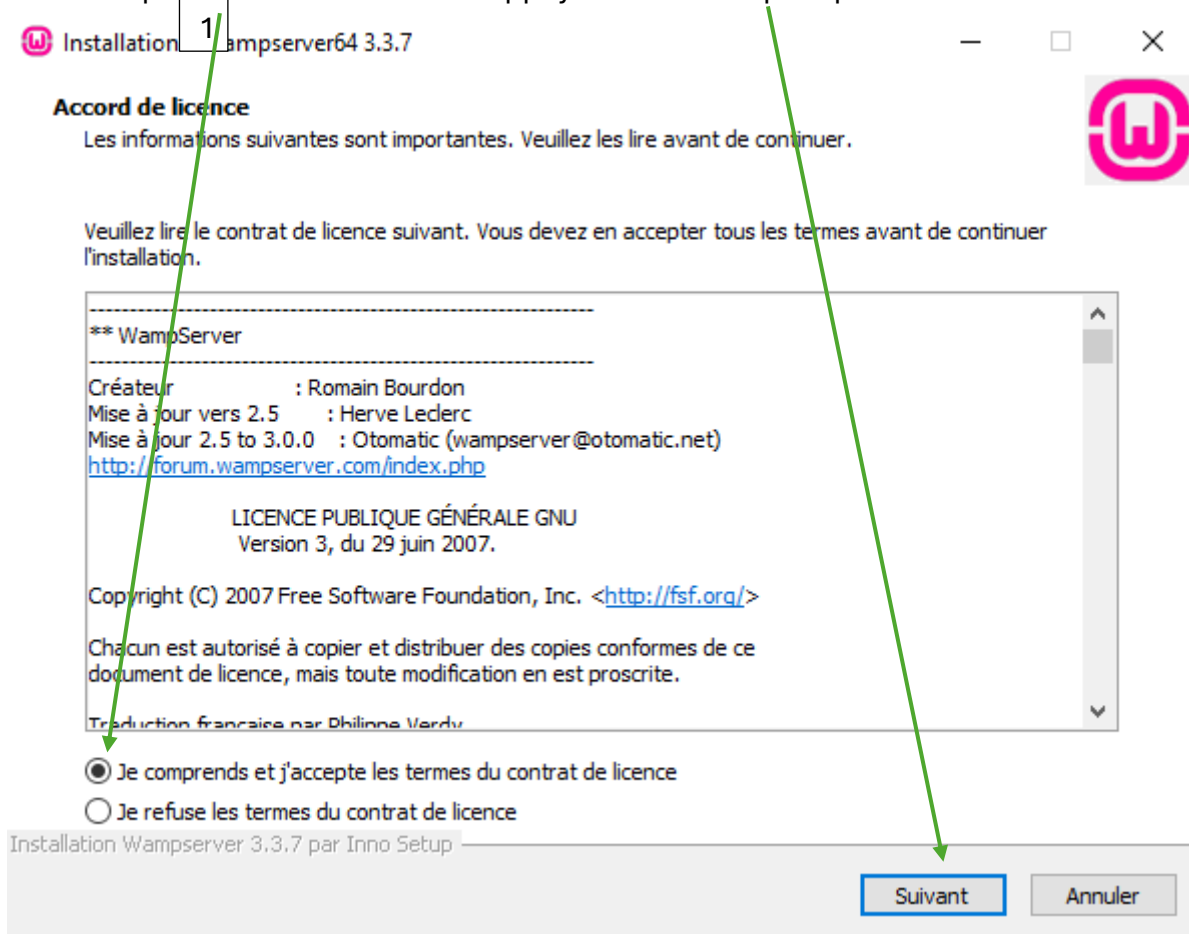 1
Installation ampserver64 3.3.7
Accord de licence
Les informations suivantes sont importantes. Veuillez les lire avant de continuer.
Veuillez lire le contrat de licence suivant. Vous devez en accepter tous les termes avant de continuer
l'installation.
---------------------------------------------------------------
** WampServer
---------------------------------------------------------------
Créateur : Romain Bourdon
Mise à jour vers 2.5 : Herve Leclerc
Mise à jour 2.5 to 3.0.0 : Otomatic (wampserver@otomatic.net)
http://forum.wampserver.com/index.php
LICENCE PUBLIQUE GÉNÉRALE GNU
Version 3, du 29 juin 2007.
Copyright (C) 2007 Free Software Foundation, Inc. <http://fsf.org/>
Chacun est autorisé à copier et distribuer des copies conformes de ce
document de licence, mais toute modification en est proscrite.
Traduction française par Philippe Verdy
Je comprends et j'accepte les termes du contrat de licence
Je refuse les termes du contrat de licence
Installation Wampserver 3.3.7 par Inno Setup
Suivant Annuler